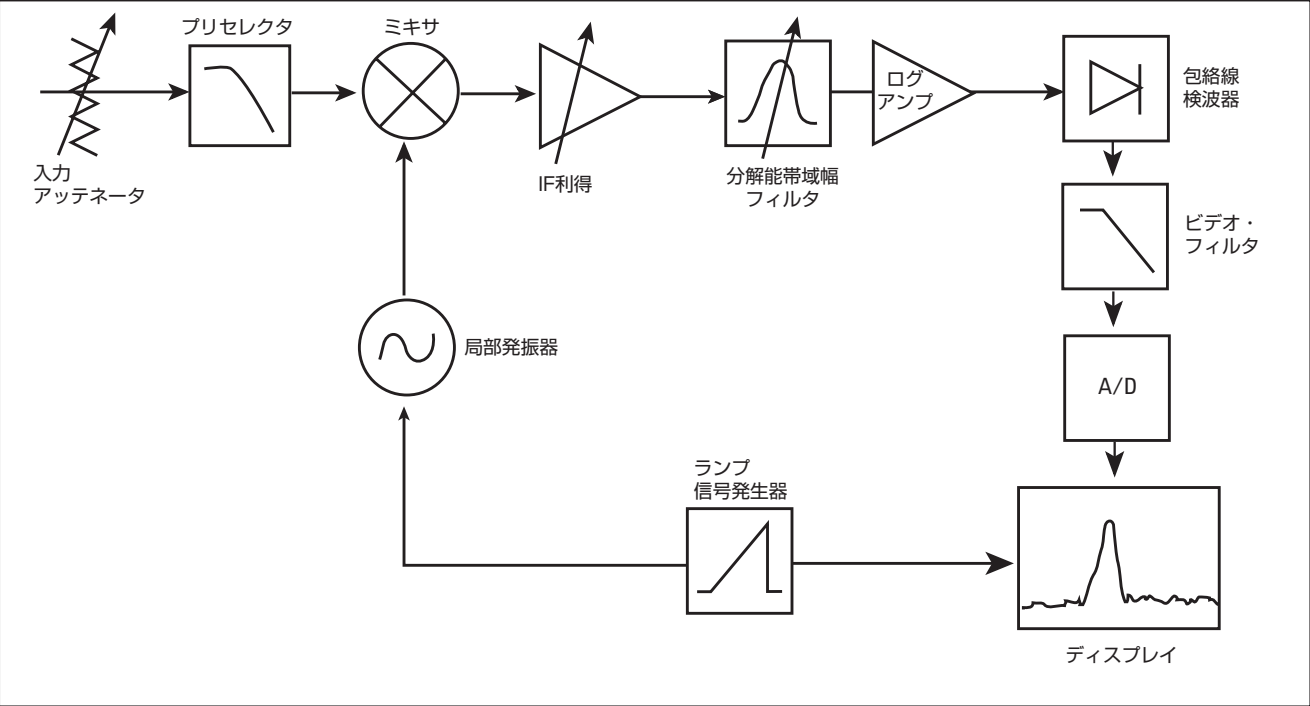 プリセレクタ
ミキサ
入力
アッテネータ
IF利得
分解能帯域幅
フィルタ
ログ
アンプ
包絡線
検波器
ビデオ・
フィルタ
局部発振器
A/D
ランプ
信号発生器
ディスプレイ